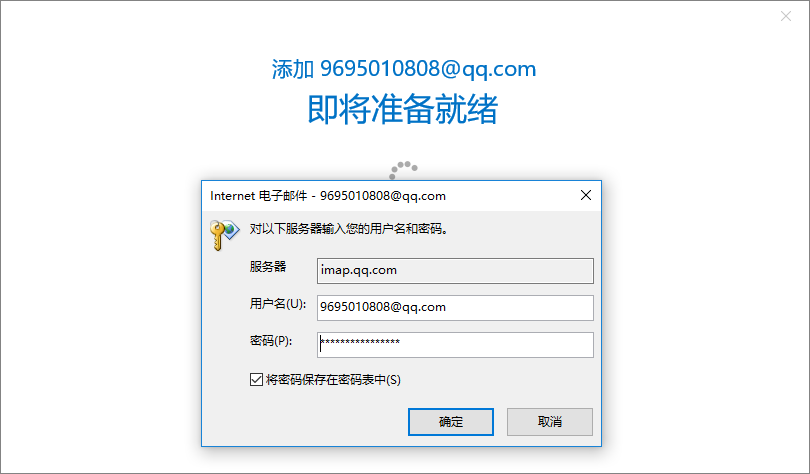 添加 9695010808@qq.com
即将准备就绪
Internet 电子邮件 - 9695010808@qq.com
对以下服务器输入您的用户名和密码。
服务器
imap.qq.com
用户名(U):
9695010808@qq.com
密码(P):
****************
将密码保存在密码表中(S)
确定
取消